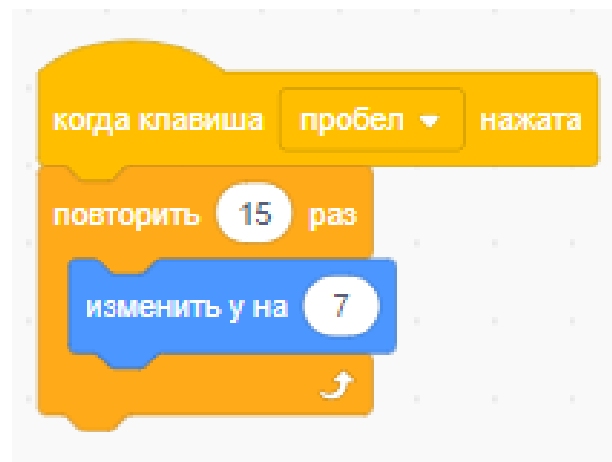 когда клавиша пробел нажата
повторить 15 раз
изменить y на 7